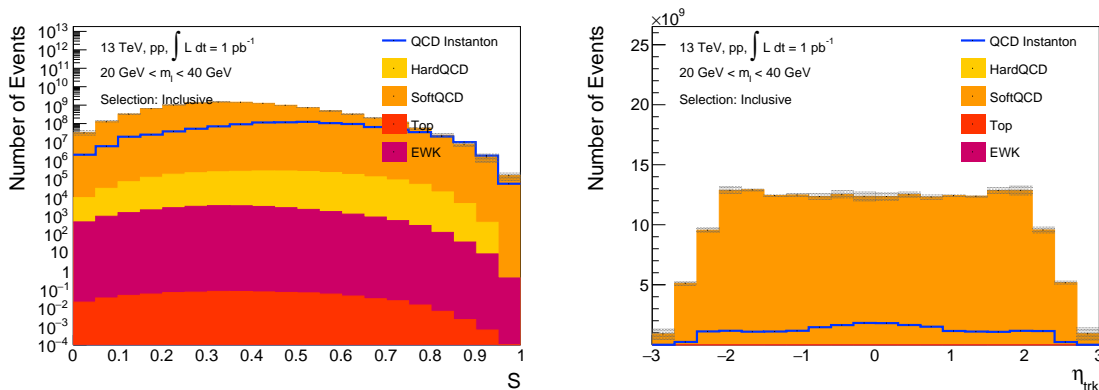 Number of Events
10^13
10^12
10^11
10^10
10^9
10^8
10^7
10^6
10^5
10^4
10^3
10^2
10
1
10^−1
10^−2
10^−3
10^−4
13 TeV, pp, ∫ L dt = 1 pb^-1
20 GeV < m_I < 40 GeV
Selection: Inclusive
QCD Instanton
HardQCD
SoftQCD
Top
EWK
0 0.1 0.2 0.3 0.4 0.5 0.6 0.7 0.8 0.9 1
S
×10^9
Number of Events
25
20
15
10
5
0
13 TeV, pp, ∫ L dt = 1 pb^-1
20 GeV < m_I < 40 GeV
Selection: Inclusive
QCD Instanton
HardQCD
SoftQCD
Top
EWK
−3 −2 −1 0 1 2 3
η_trk